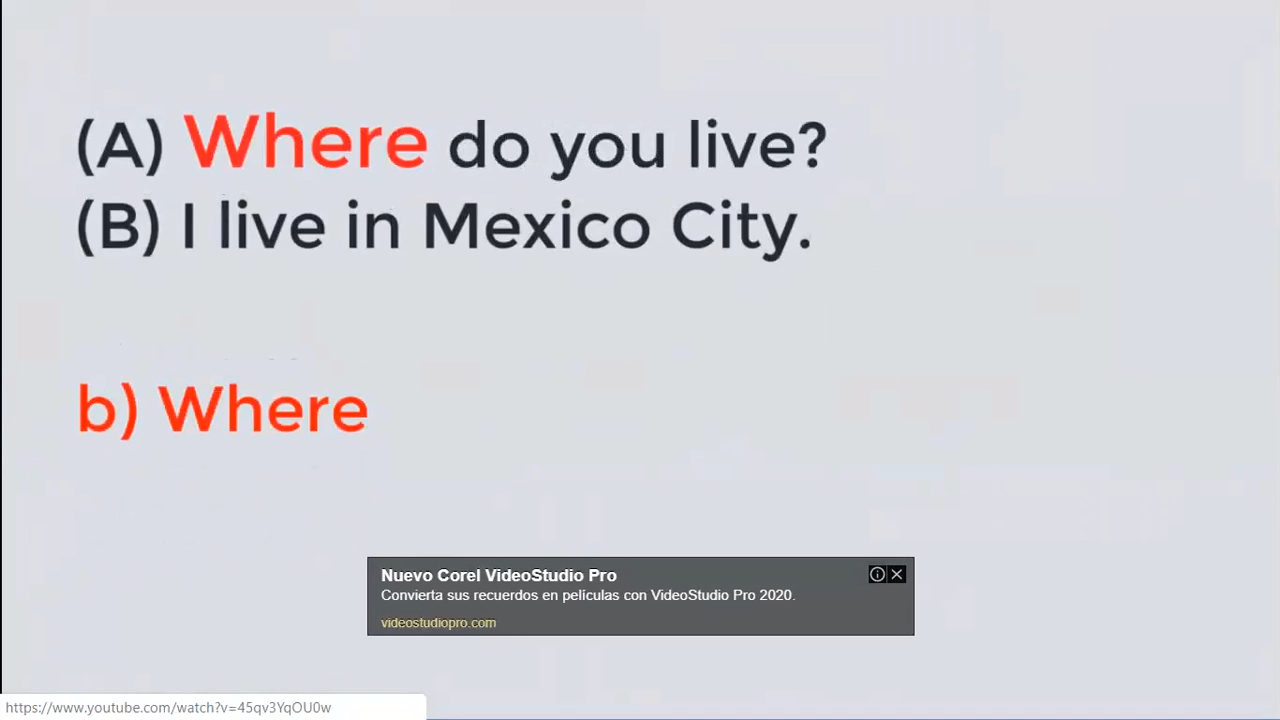 (A) Where do you live?
(B) I live in Mexico City.
b) Where
Nuevo Corel VideoStudio Pro
Convierta sus recuerdos en películas con VideoStudio Pro 2020.
videostudiopro.com
https://www.youtube.com/watch?v=45qv3YqOU0w